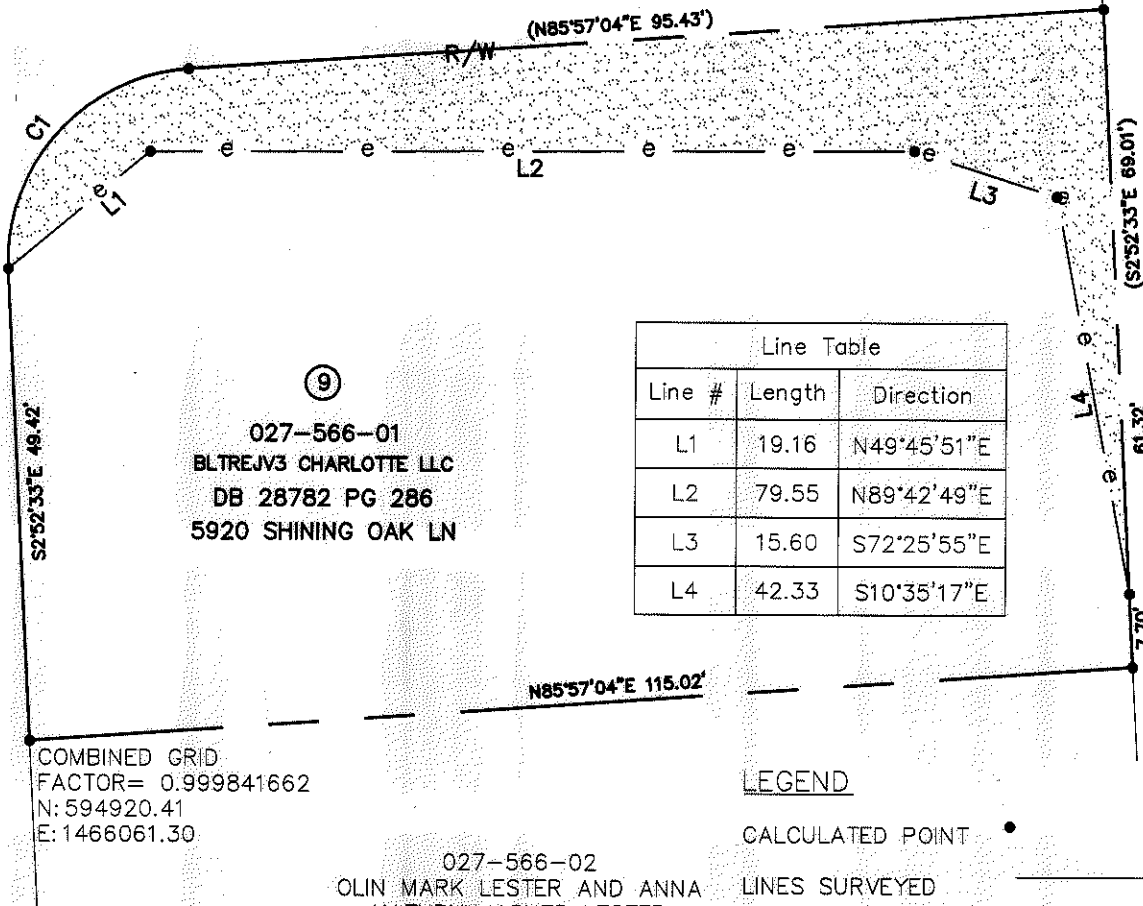 (N85°57'04"E 95.43')
R/W
C1
e e e e e e
L2
e
L1
L3
e
(S2°52'33"E 69.01')
S2°52'33"E 49.42'
9
027-566-01
BLTREJV3 CHARLOTTE LLC
DB 28782 PG 286
5920 SHINING OAK LN
Line Table
Line # Length Direction
L1 19.16 N49°45'51"E
L2 79.55 N89°42'49"E
L3 15.60 S72°25'55"E
L4 42.33 S10°35'17"E
e
L4
e
61.32'
7.70'
N85°57'04"E 115.02'
COMBINED GRID
FACTOR= 0.999841662
N: 594920.41
E: 1466061.30
LEGEND
CALCULATED POINT
LINES SURVEYED
027-566-02
OLIN MARK LESTER AND ANNA